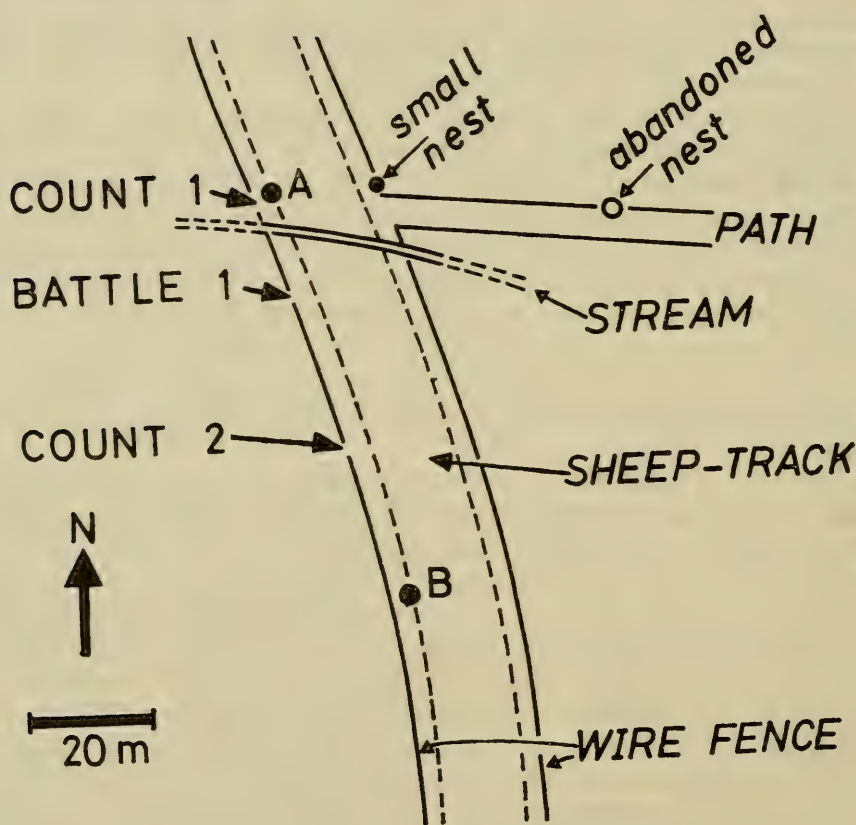 small
nest
abandoned
nest
COUNT 1
A
PATH
BATTLE 1
STREAM
COUNT 2
SHEEP-TRACK
N
B
20 m
WIRE FENCE